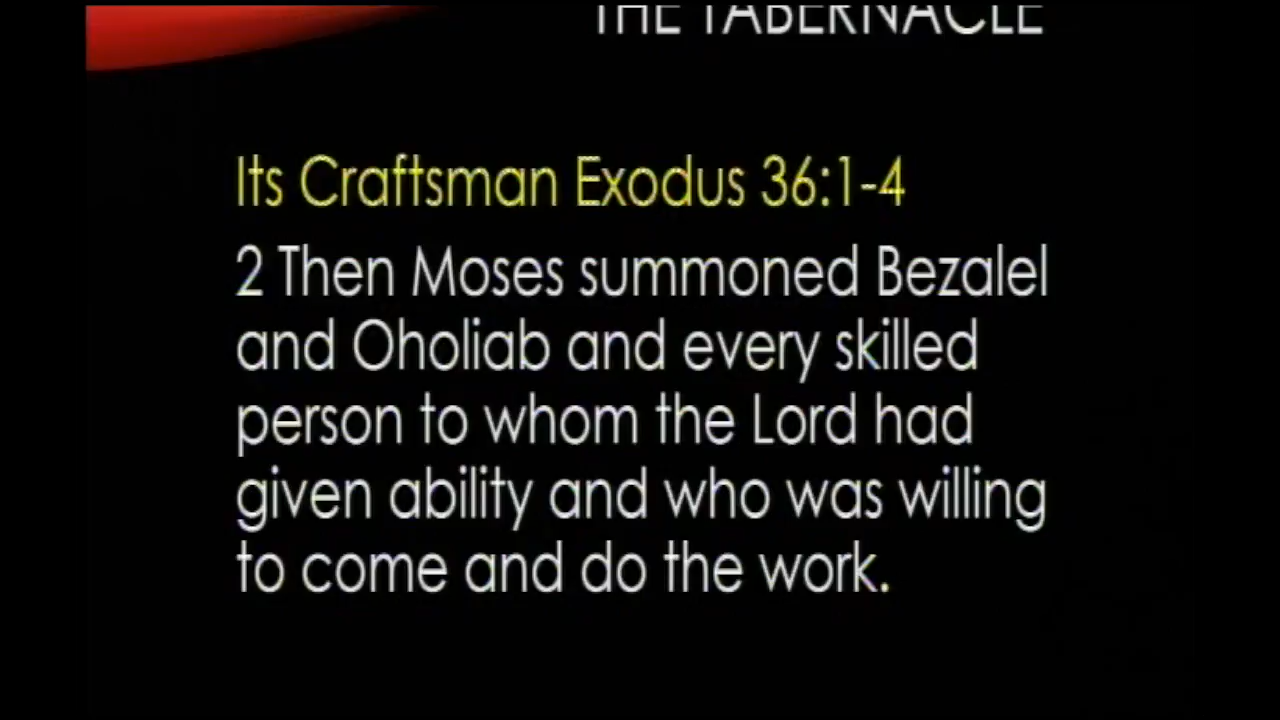 THE TABERNACLE
Its Craftsman Exodus 36:1-4
2 Then Moses summoned Bezalel
and Oholiab and every skilled
person to whom the Lord had
given ability and who was willing
to come and do the work.